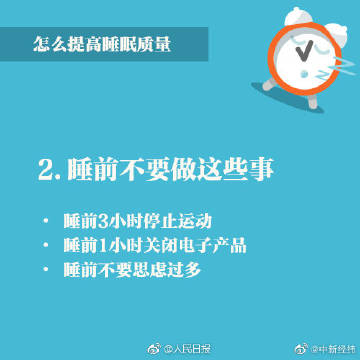 怎么提高睡眠质量
2. 睡前不要做这些事
• 睡前3小时停止运动
• 睡前1小时关闭电子产品
• 睡前不要思虑过多
@人民日报
@中新经纬